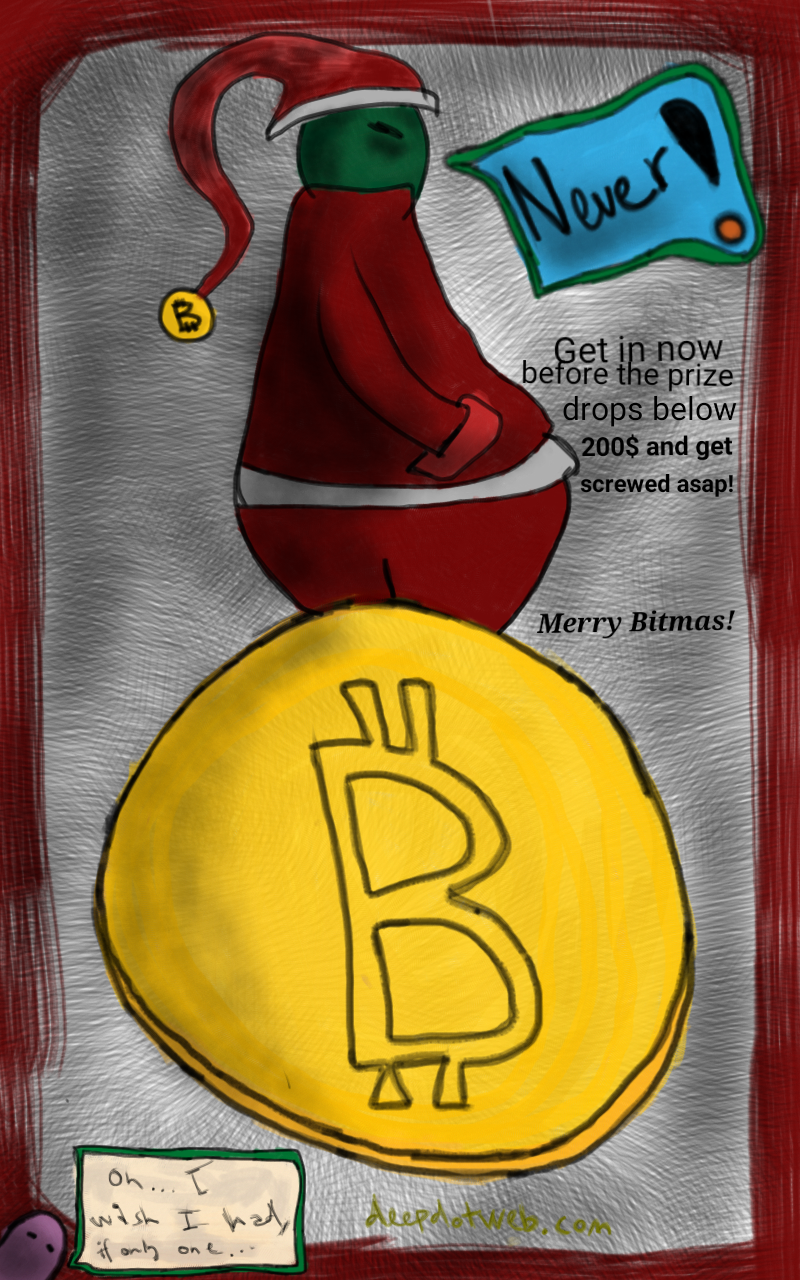 Never!
B
Get in now
before the prize
drops below
200$ and get
screwed asap!
Merry Bitmas!
B
Oh... I
wish I had,
if only one...
deepdotweb.com